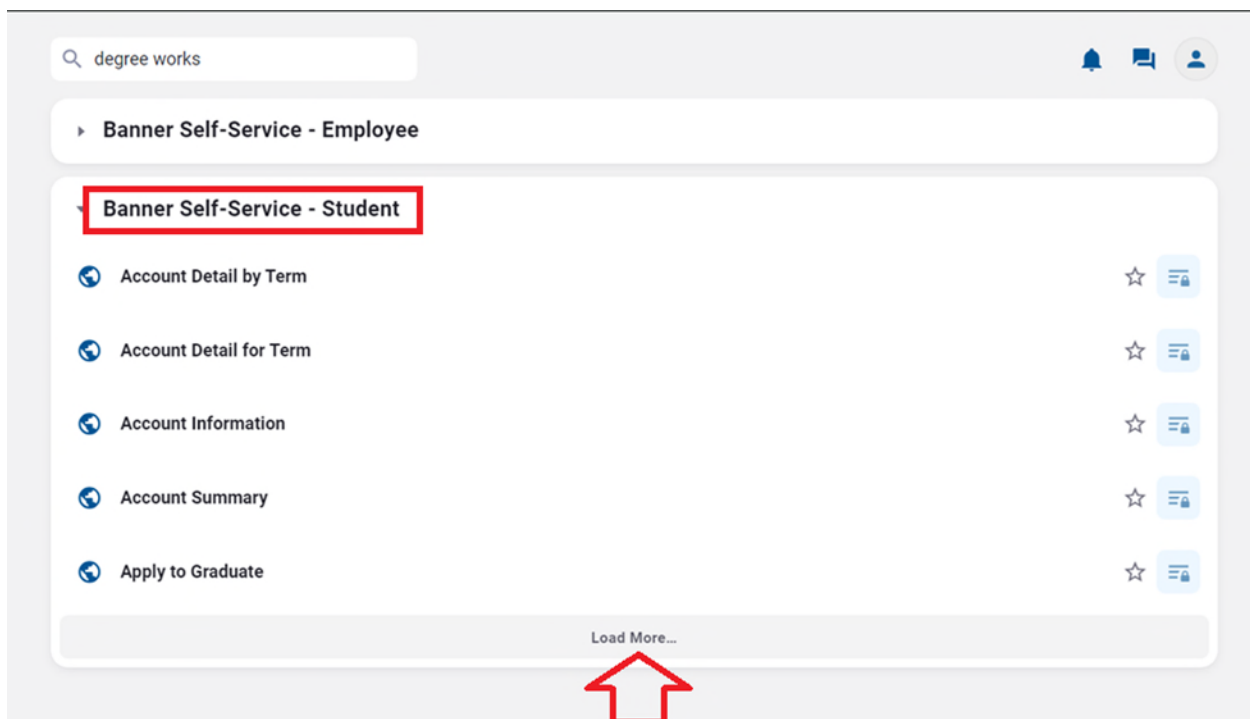 degree works
Banner Self-Service - Employee
Banner Self-Service - Student
Account Detail by Term
Account Detail for Term
Account Information
Account Summary
Apply to Graduate
Load More...